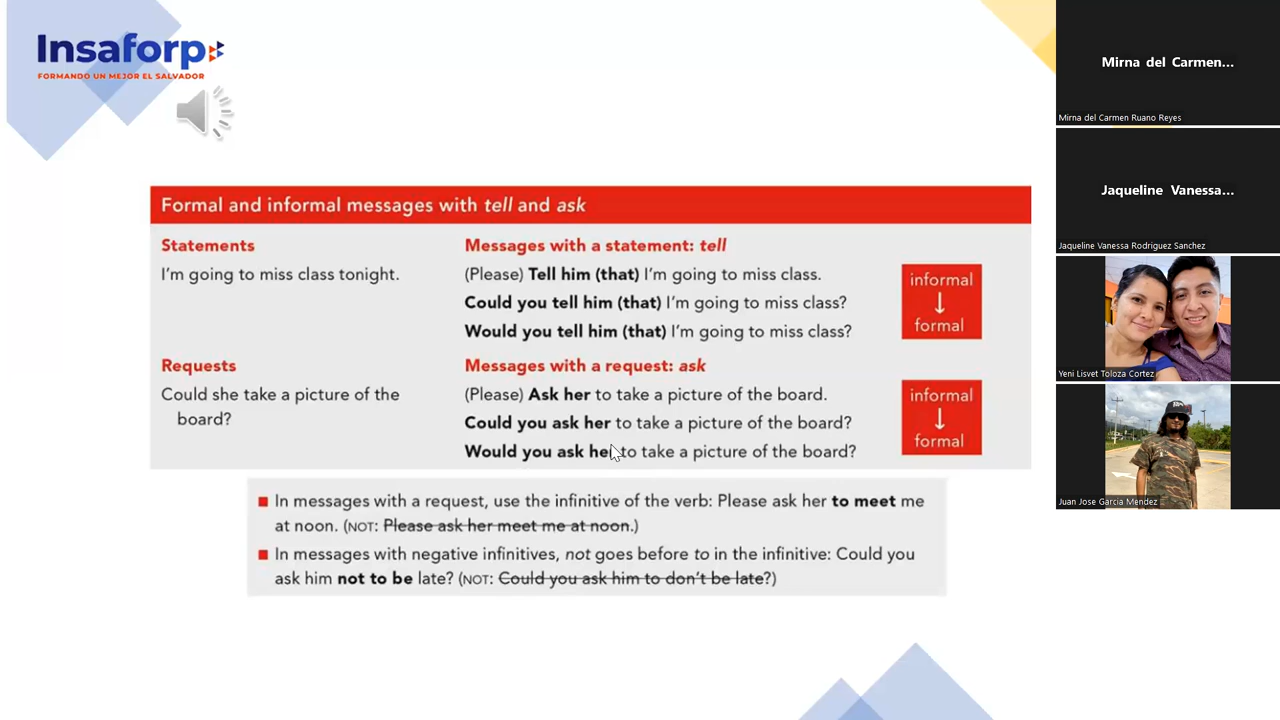 Insaforp
FORMANDO UN MEJOR EL SALVADOR
Formal and informal messages with tell and ask
Statements
I'm going to miss class tonight.
Messages with a statement: tell
(Please) Tell him (that) I'm going to miss class.
Could you tell him (that) I'm going to miss class?
Would you tell him (that) I'm going to miss class?
informal
↓
formal
Requests
Could she take a picture of the
board?
Messages with a request: ask
(Please) Ask her to take a picture of the board.
Could you ask her to take a picture of the board?
Would you ask her to take a picture of the board?
informal
↓
formal
In messages with a request, use the infinitive of the verb: Please ask her to meet me
at noon. (NOT: Please ask her meet me at noon.)
In messages with negative infinitives, not goes before to in the infinitive: Could you
ask him not to be late? (NOT: Could you ask him to don't be late?)
Mirna del Carmen...
Mirna del Carmen Ruano Reyes
Jaqueline Vanessa...
Jaqueline Vanessa Rodriguez Sanchez
Yeni Lisvet Toloza Cortez
Juan Jose Garcia Mendez